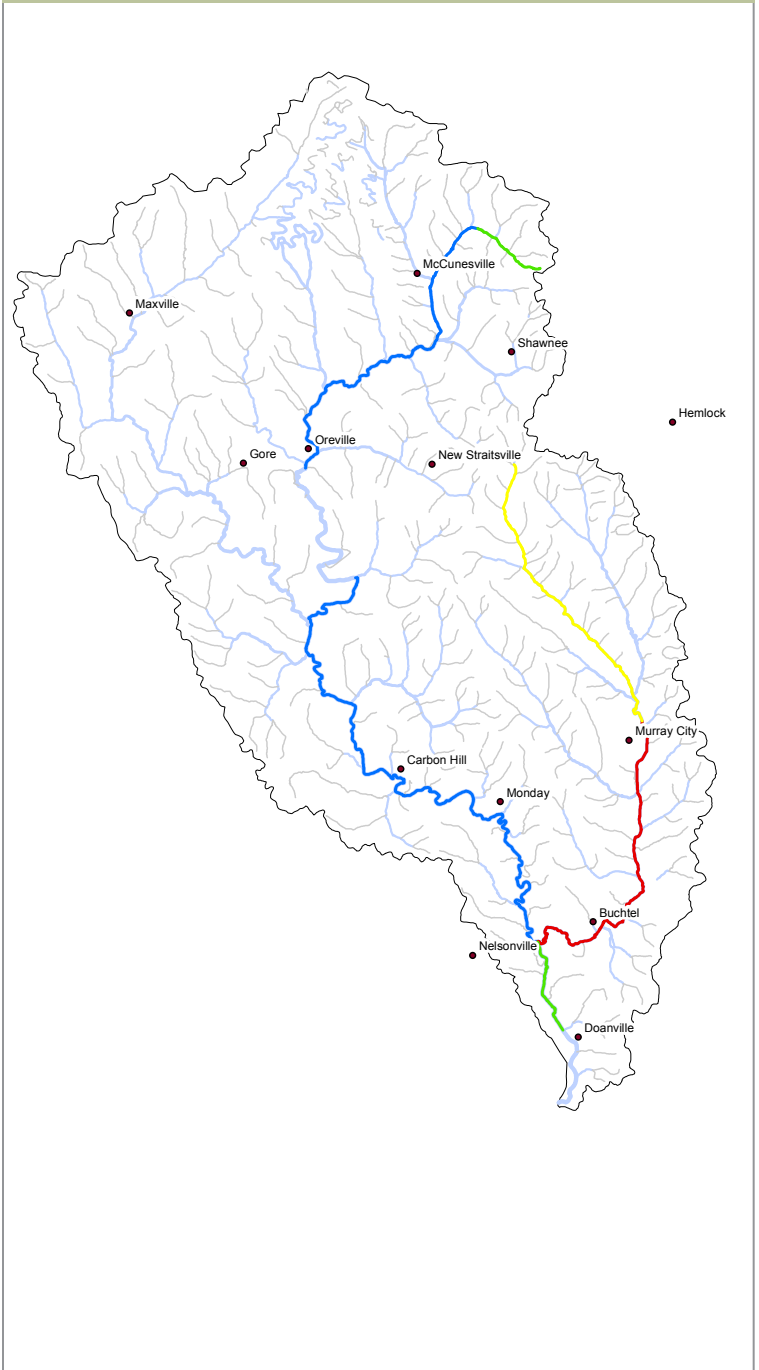 McCunesville
Maxville
Shawnee
Hemlock
Oreville
Gore
New Straitsville
Murray City
Carbon Hill
Monday
Buchtel
Nelsonville
Doanville